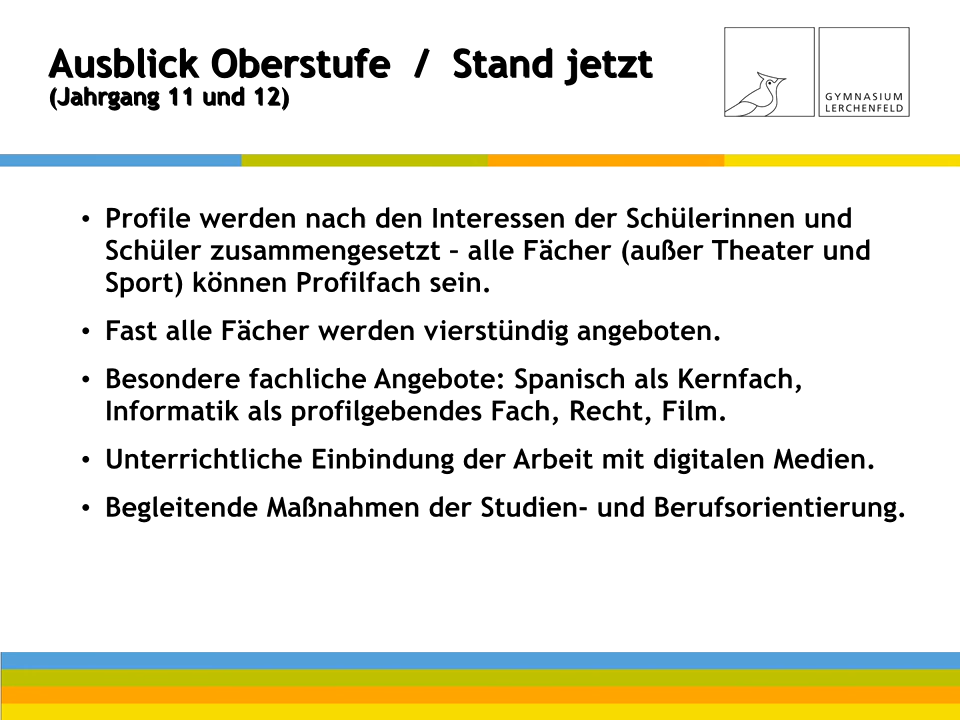 Ausblick Oberstufe / Stand jetzt
(Jahrgang 11 und 12)
GYMNASIUM
LERCHENFELD
• Profile werden nach den Interessen der Schülerinnen und
Schüler zusammengesetzt – alle Fächer (außer Theater und
Sport) können Profilfach sein.
• Fast alle Fächer werden vierstündig angeboten.
• Besondere fachliche Angebote: Spanisch als Kernfach,
Informatik als profilgebendes Fach, Recht, Film.
• Unterrichtliche Einbindung der Arbeit mit digitalen Medien.
• Begleitende Maßnahmen der Studien- und Berufsorientierung.